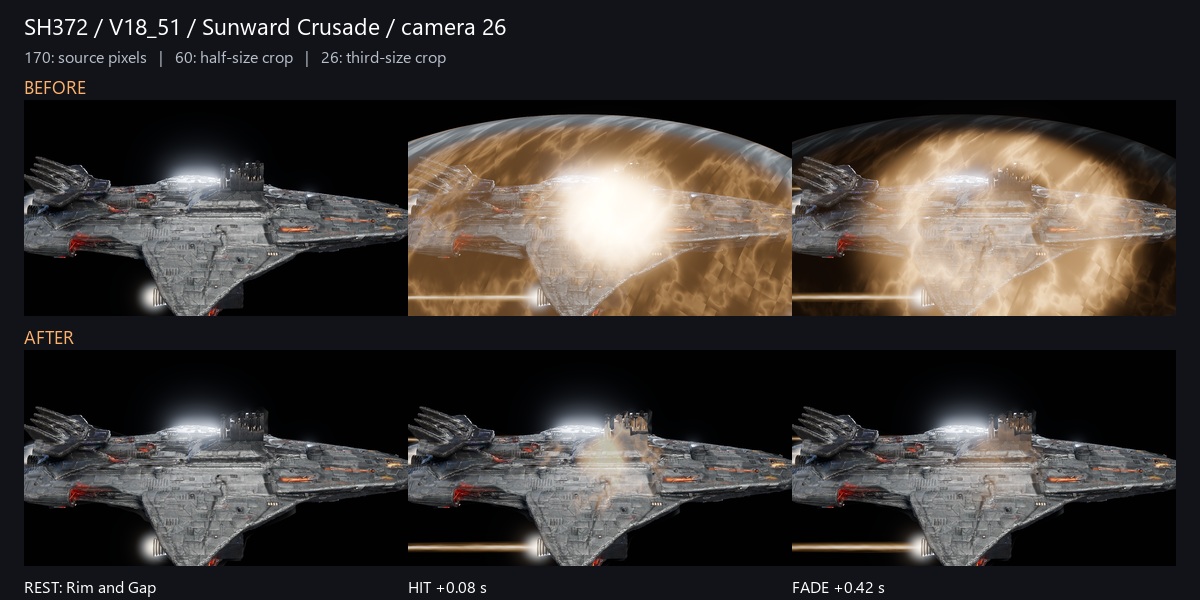 SH372 / V18_51 / Sunward Crusade / camera 26
170: source pixels | 60: half-size crop | 26: third-size crop
BEFORE
AFTER
REST: Rim and Gap
HIT +0.08 s
FADE +0.42 s